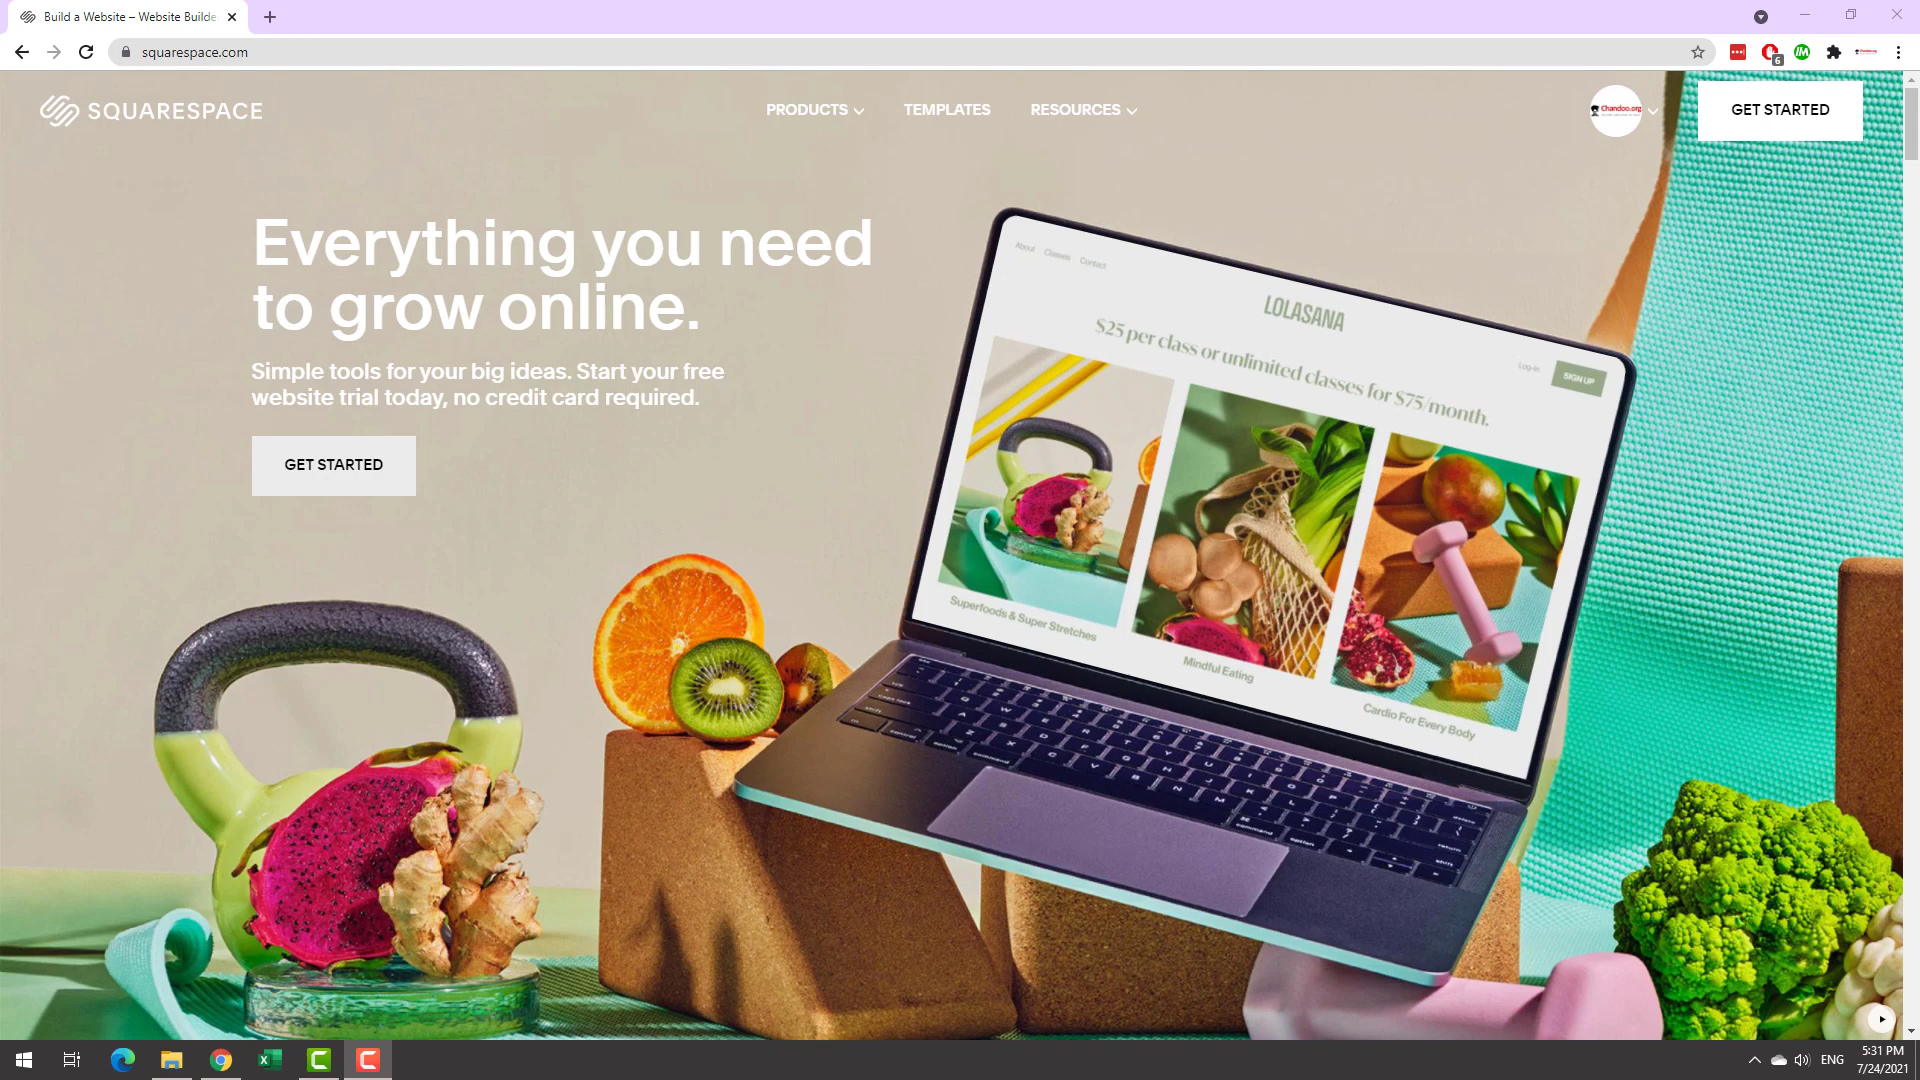 Build a Website – Website Builde
squarespace.com
6
SQUARESPACE
PRODUCTS
TEMPLATES
RESOURCES
Chandoo.org
GET STARTED
Everything you need
to grow online.
Simple tools for your big ideas. Start your free
website trial today, no credit card required.
GET STARTED
About Classes Contact
LOLASANA
Log-in
SIGN UP
$25 per class or unlimited classes for $75/month.
Superfoods & Super Stretches
Mindful Eating
Cardio For Every Body
ENG
5:31 PM
7/24/2021